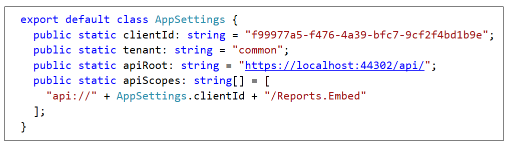 export default class AppSettings {
public static clientId: string = "f99977a5-f476-4a39-bfc7-9cf2f4bd1b9e";
public static tenant: string = "common";
public static apiRoot: string = "https://localhost:44302/api/";
public static apiScopes: string[] = [
"api://" + AppSettings.clientId + "/Reports.Embed"
];
}